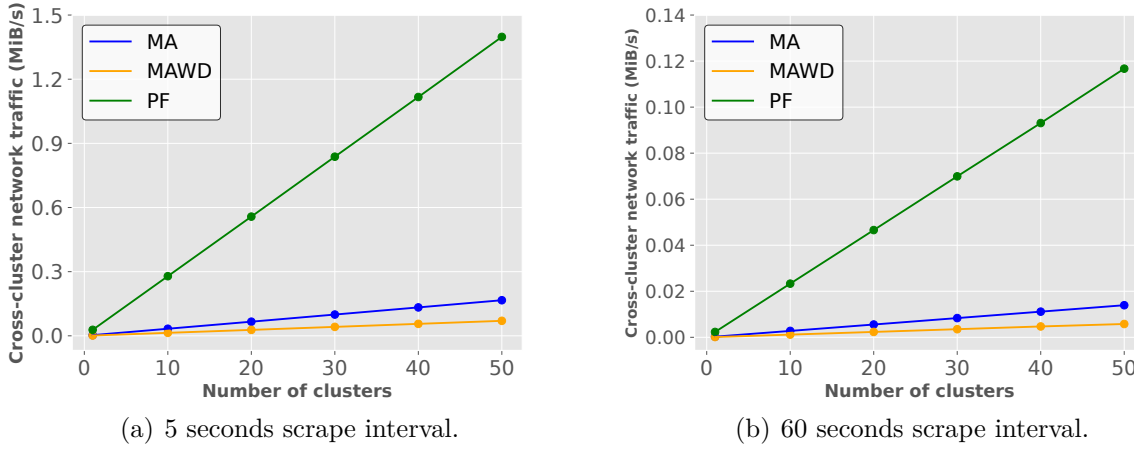 Cross-cluster network traffic (MiB/s)
1.5
1.2
0.9
0.6
0.3
0.0
MA
MAWD
PF
0 10 20 30 40 50
Number of clusters
(a) 5 seconds scrape interval.
Cross-cluster network traffic (MiB/s)
0.14
0.12
0.10
0.08
0.06
0.04
0.02
0.00
MA
MAWD
PF
0 10 20 30 40 50
Number of clusters
(b) 60 seconds scrape interval.